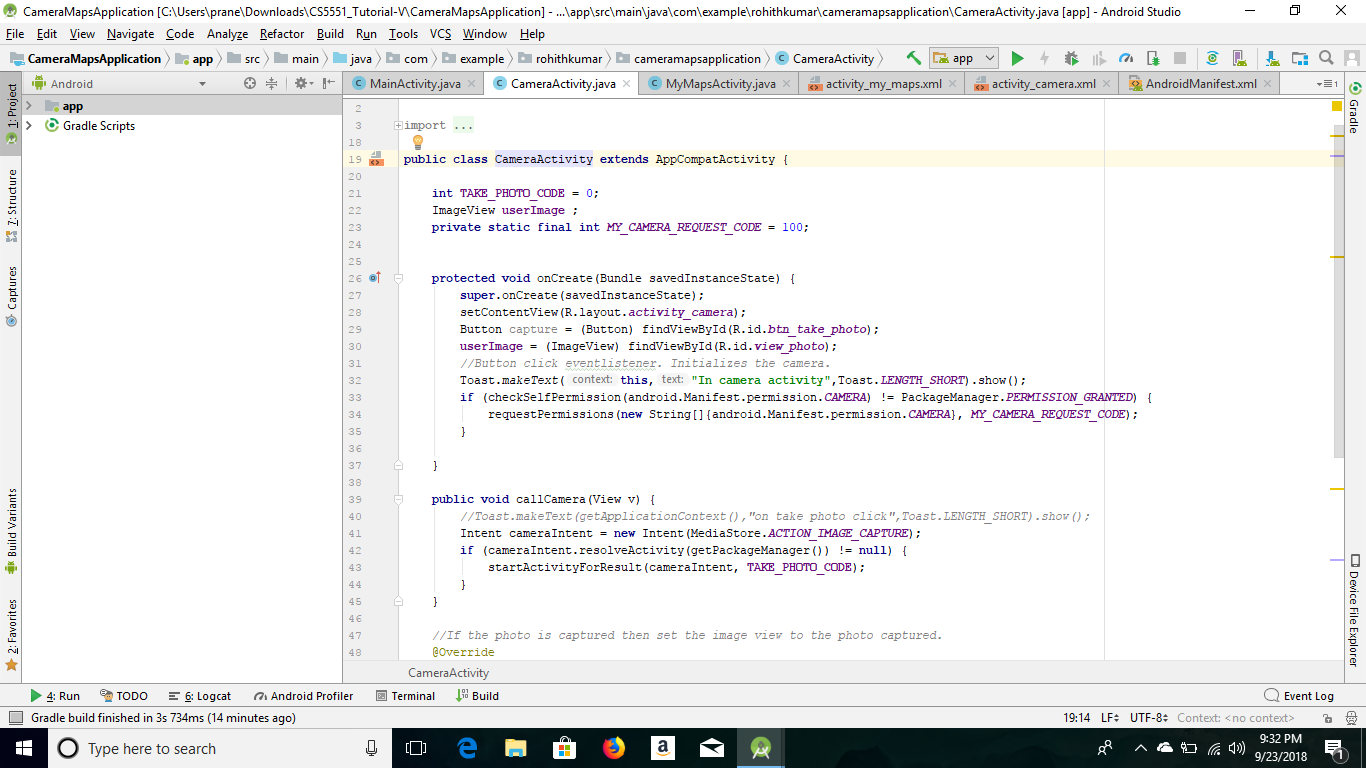 CameraMapsApplication [C:\Users\prane\Downloads\CS5551_Tutorial-V\CameraMapsApplication] - ...\app\src\main\java\com\example\rohithkumar\cameramapsapplication\CameraActivity.java [app] - Android Studio
File Edit View Navigate Code Analyze Refactor Build Run Tools VCS Window Help
CameraMapsApplication app src main java com example rohithkumar cameramapsapplication CameraActivity app
1: Project
7: Structure
Captures
Build Variants
2: Favorites
Android
app
Gradle Scripts
MainActivity.java CameraActivity.java MyMapsActivity.java activity_my_maps.xml activity_camera.xml AndroidManifest.xml
2
3 import ...
18
19 public class CameraActivity extends AppCompatActivity {
20
21 int TAKE_PHOTO_CODE = 0;
22 ImageView userImage ;
23 private static final int MY_CAMERA_REQUEST_CODE = 100;
24
25
26 protected void onCreate(Bundle savedInstanceState) {
27 super.onCreate(savedInstanceState);
28 setContentView(R.layout.activity_camera);
29 Button capture = (Button) findViewById(R.id.btn_take_photo);
30 userImage = (ImageView) findViewById(R.id.view_photo);
31 //Button click eventlistener. Initializes the camera.
32 Toast.makeText( context: this, text: "In camera activity",Toast.LENGTH_SHORT).show();
33 if (checkSelfPermission(android.Manifest.permission.CAMERA) != PackageManager.PERMISSION_GRANTED) {
34 requestPermissions(new String[]{android.Manifest.permission.CAMERA}, MY_CAMERA_REQUEST_CODE);
35 }
36
37 }
38
39 public void callCamera(View v) {
40 //Toast.makeText(getApplicationContext(),"on take photo click",Toast.LENGTH_SHORT).show();
41 Intent cameraIntent = new Intent(MediaStore.ACTION_IMAGE_CAPTURE);
42 if (cameraIntent.resolveActivity(getPackageManager()) != null) {
43 startActivityForResult(cameraIntent, TAKE_PHOTO_CODE);
44 }
45 }
46
47 //If the photo is captured then set the image view to the photo captured.
48 @Override
CameraActivity
Gradle
Device File Explorer
4: Run TODO 6: Logcat Android Profiler Terminal Build Event Log
Gradle build finished in 3s 734ms (14 minutes ago) 19:14 LF UTF-8 Context: <no context>
Type here to search
9:32 PM
9/23/2018
1